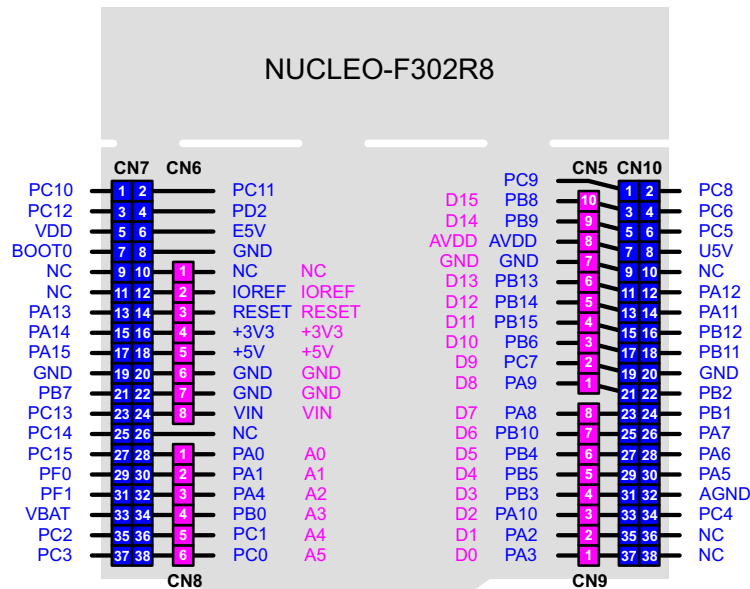 NUCLEO-F302R8
CN7 CN6 CN5 CN10
PC9
PC10 1 2 PC11 D15 PB8 10 1 2 PC8
PC12 3 4 PD2 D14 PB9 9 3 4 PC6
VDD 5 6 E5V AVDD AVDD 8 5 6 PC5
BOOT0 7 8 GND GND GND 7 7 8 U5V
NC 9 10 1 NC NC D13 PB13 6 9 10 NC
NC 11 12 2 IOREF IOREF D12 PB14 5 11 12 PA12
PA13 13 14 3 RESET RESET D11 PB15 4 13 14 PA11
PA14 15 16 4 +3V3 +3V3 D10 PB6 3 15 16 PB12
PA15 17 18 5 +5V +5V D9 PC7 2 17 18 PB11
GND 19 20 6 GND GND D8 PA9 1 19 20 GND
PB7 21 22 7 GND GND 21 22 PB2
PC13 23 24 8 VIN VIN D7 PA8 8 23 24 PB1
PC14 25 26 NC D6 PB10 7 25 26 PA7
PC15 27 28 1 PA0 A0 D5 PB4 6 27 28 PA6
PF0 29 30 2 PA1 A1 D4 PB5 5 29 30 PA5
PF1 31 32 3 PA4 A2 D3 PB3 4 31 32 AGND
VBAT 33 34 4 PB0 A3 D2 PA10 3 33 34 PC4
PC2 35 36 5 PC1 A4 D1 PA2 2 35 36 NC
PC3 37 38 6 PC0 A5 D0 PA3 1 37 38 NC
CN8 CN9